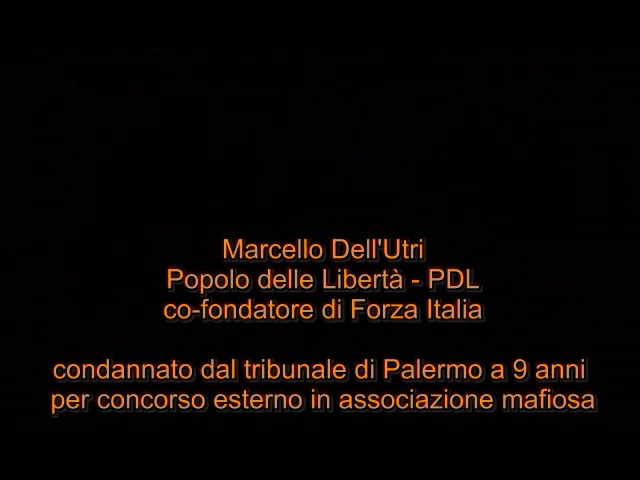 Marcello Dell'Utri
Popolo delle Libertà - PDL
co-fondatore di Forza Italia
condannato dal tribunale di Palermo a 9 anni
per concorso esterno in associazione mafiosa